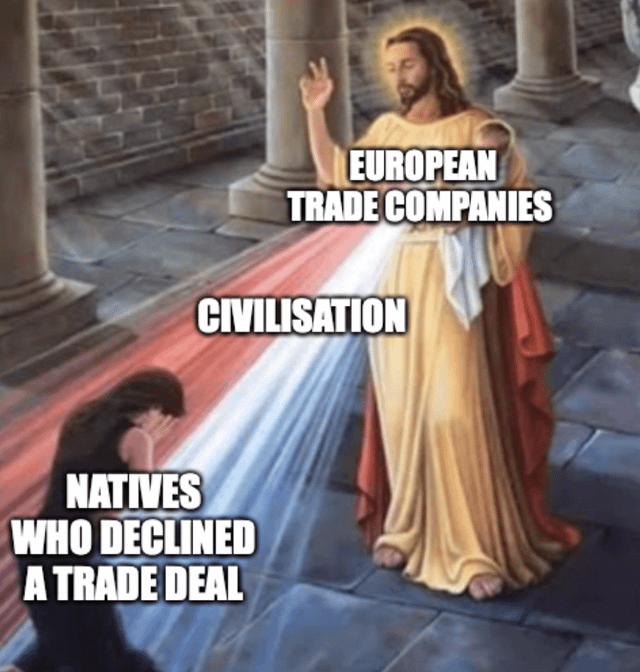 EUROPEAN
TRADE COMPANIES
CIVILISATION
NATIVES
WHO DECLINED
A TRADE DEAL